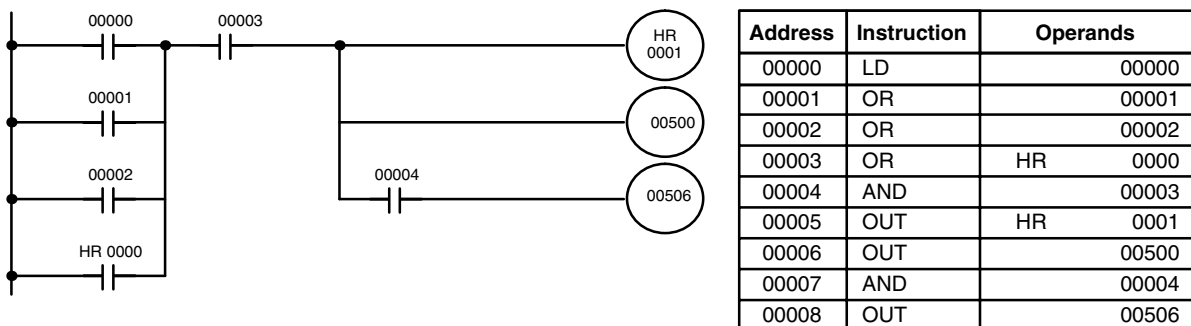 00000
00003
HR
0001
00001
00500
00002
00004
00506
HR 0000
Address Instruction Operands
00000 LD 00000
00001 OR 00001
00002 OR 00002
00003 OR HR 0000
00004 AND 00003
00005 OUT HR 0001
00006 OUT 00500
00007 AND 00004
00008 OUT 00506